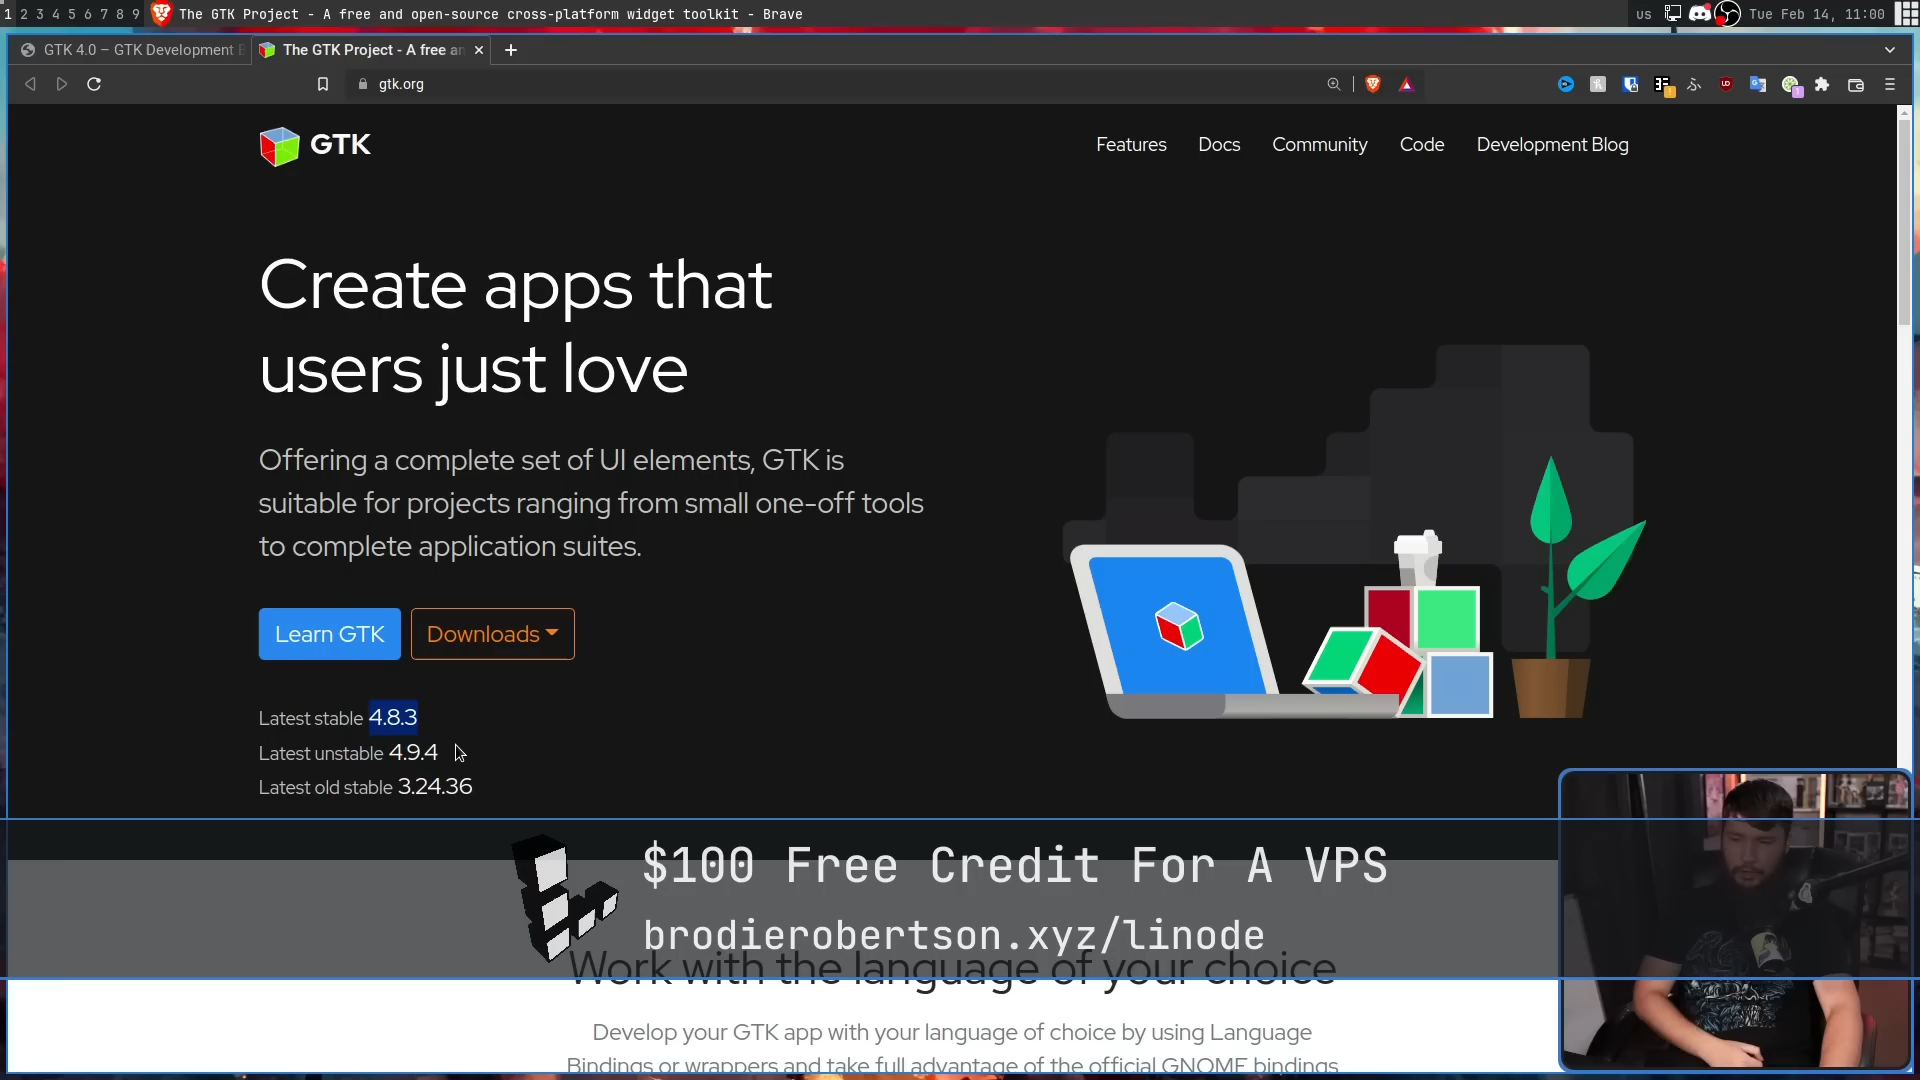 1 2 3 4 5 6 7 8 9 The GTK Project - A free and open-source cross-platform widget toolkit - Brave us Tue Feb 14, 11:00
GTK 4.0 – GTK Development The GTK Project - A free an
gtk.org
GTK Features Docs Community Code Development Blog
Create apps that
users just love
Offering a complete set of UI elements, GTK is
suitable for projects ranging from small one-off tools
to complete application suites.
Learn GTK Downloads
Latest stable 4.8.3
Latest unstable 4.9.4
Latest old stable 3.24.36
$100 Free Credit For A VPS
brodierobertson.xyz/linode
Work with the language of your choice
Develop your GTK app with your language of choice by using Language
Bindings or wrappers and take full advantage of the official GNOME bindings